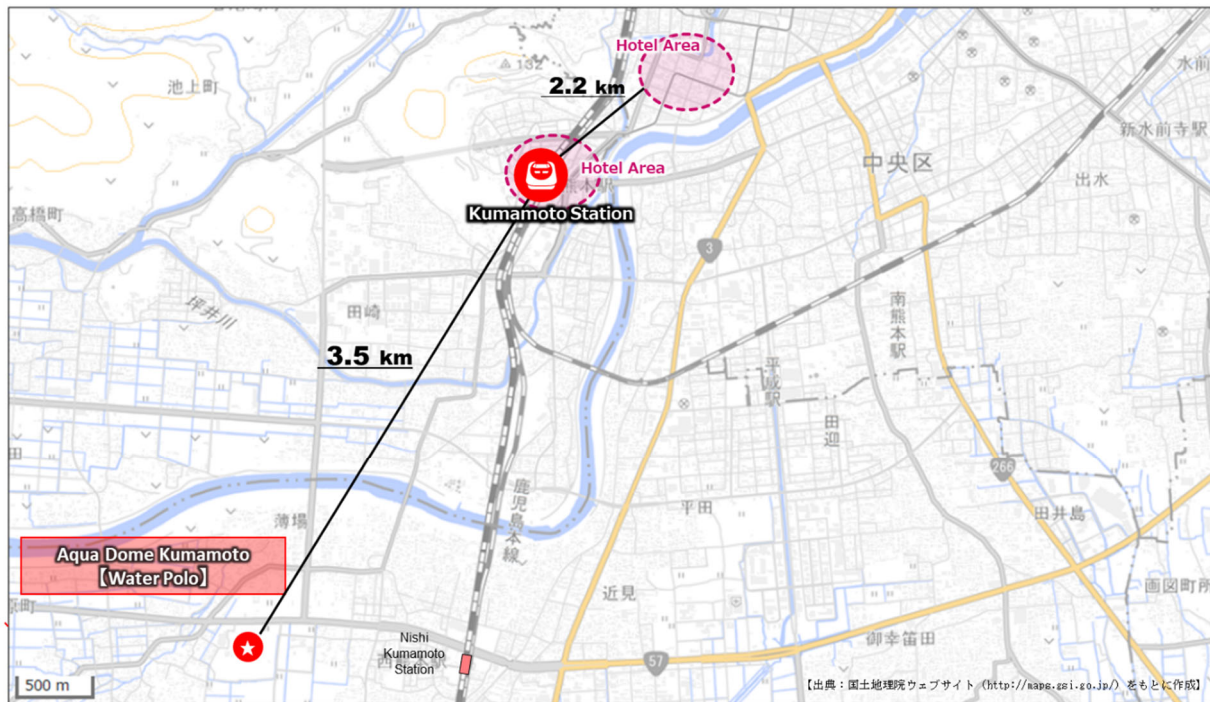 Hotel Area
132
2.2 km
池上町
水前
新水前寺駅
中央区
出水
Hotel Area
Kumamoto Station
高橋町
3
坪井川
田崎
南熊本駅
3.5 km
平成駅
田迎
266
鹿児島本線
平田
薄場
田井島
Aqua Dome Kumamoto
【Water Polo】
近見
画図町所
原町
御幸笛田
Nishi
Kumamoto
Station
57
500 m
【出典：国土地理院ウェブサイト（http://maps.gsi.go.jp/）をもとに作成】